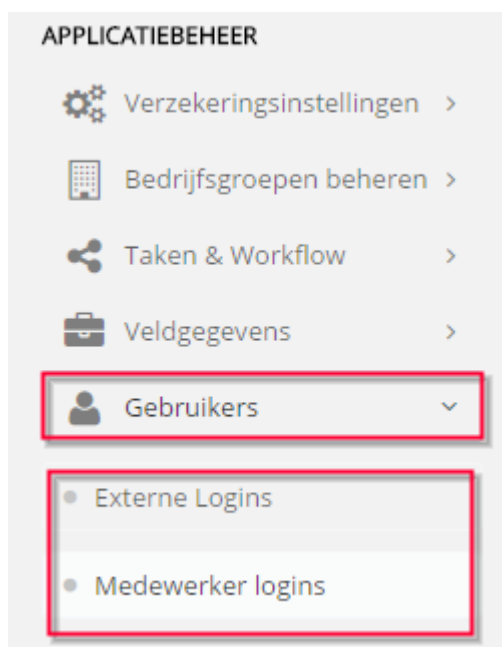 APPLICATIEBEHEER
Verzekeringsinstellingen
Bedrijfsgroepen beheren
Taken & Workflow
Veldgegevens
Gebruikers
Externe Logins
Medewerker logins